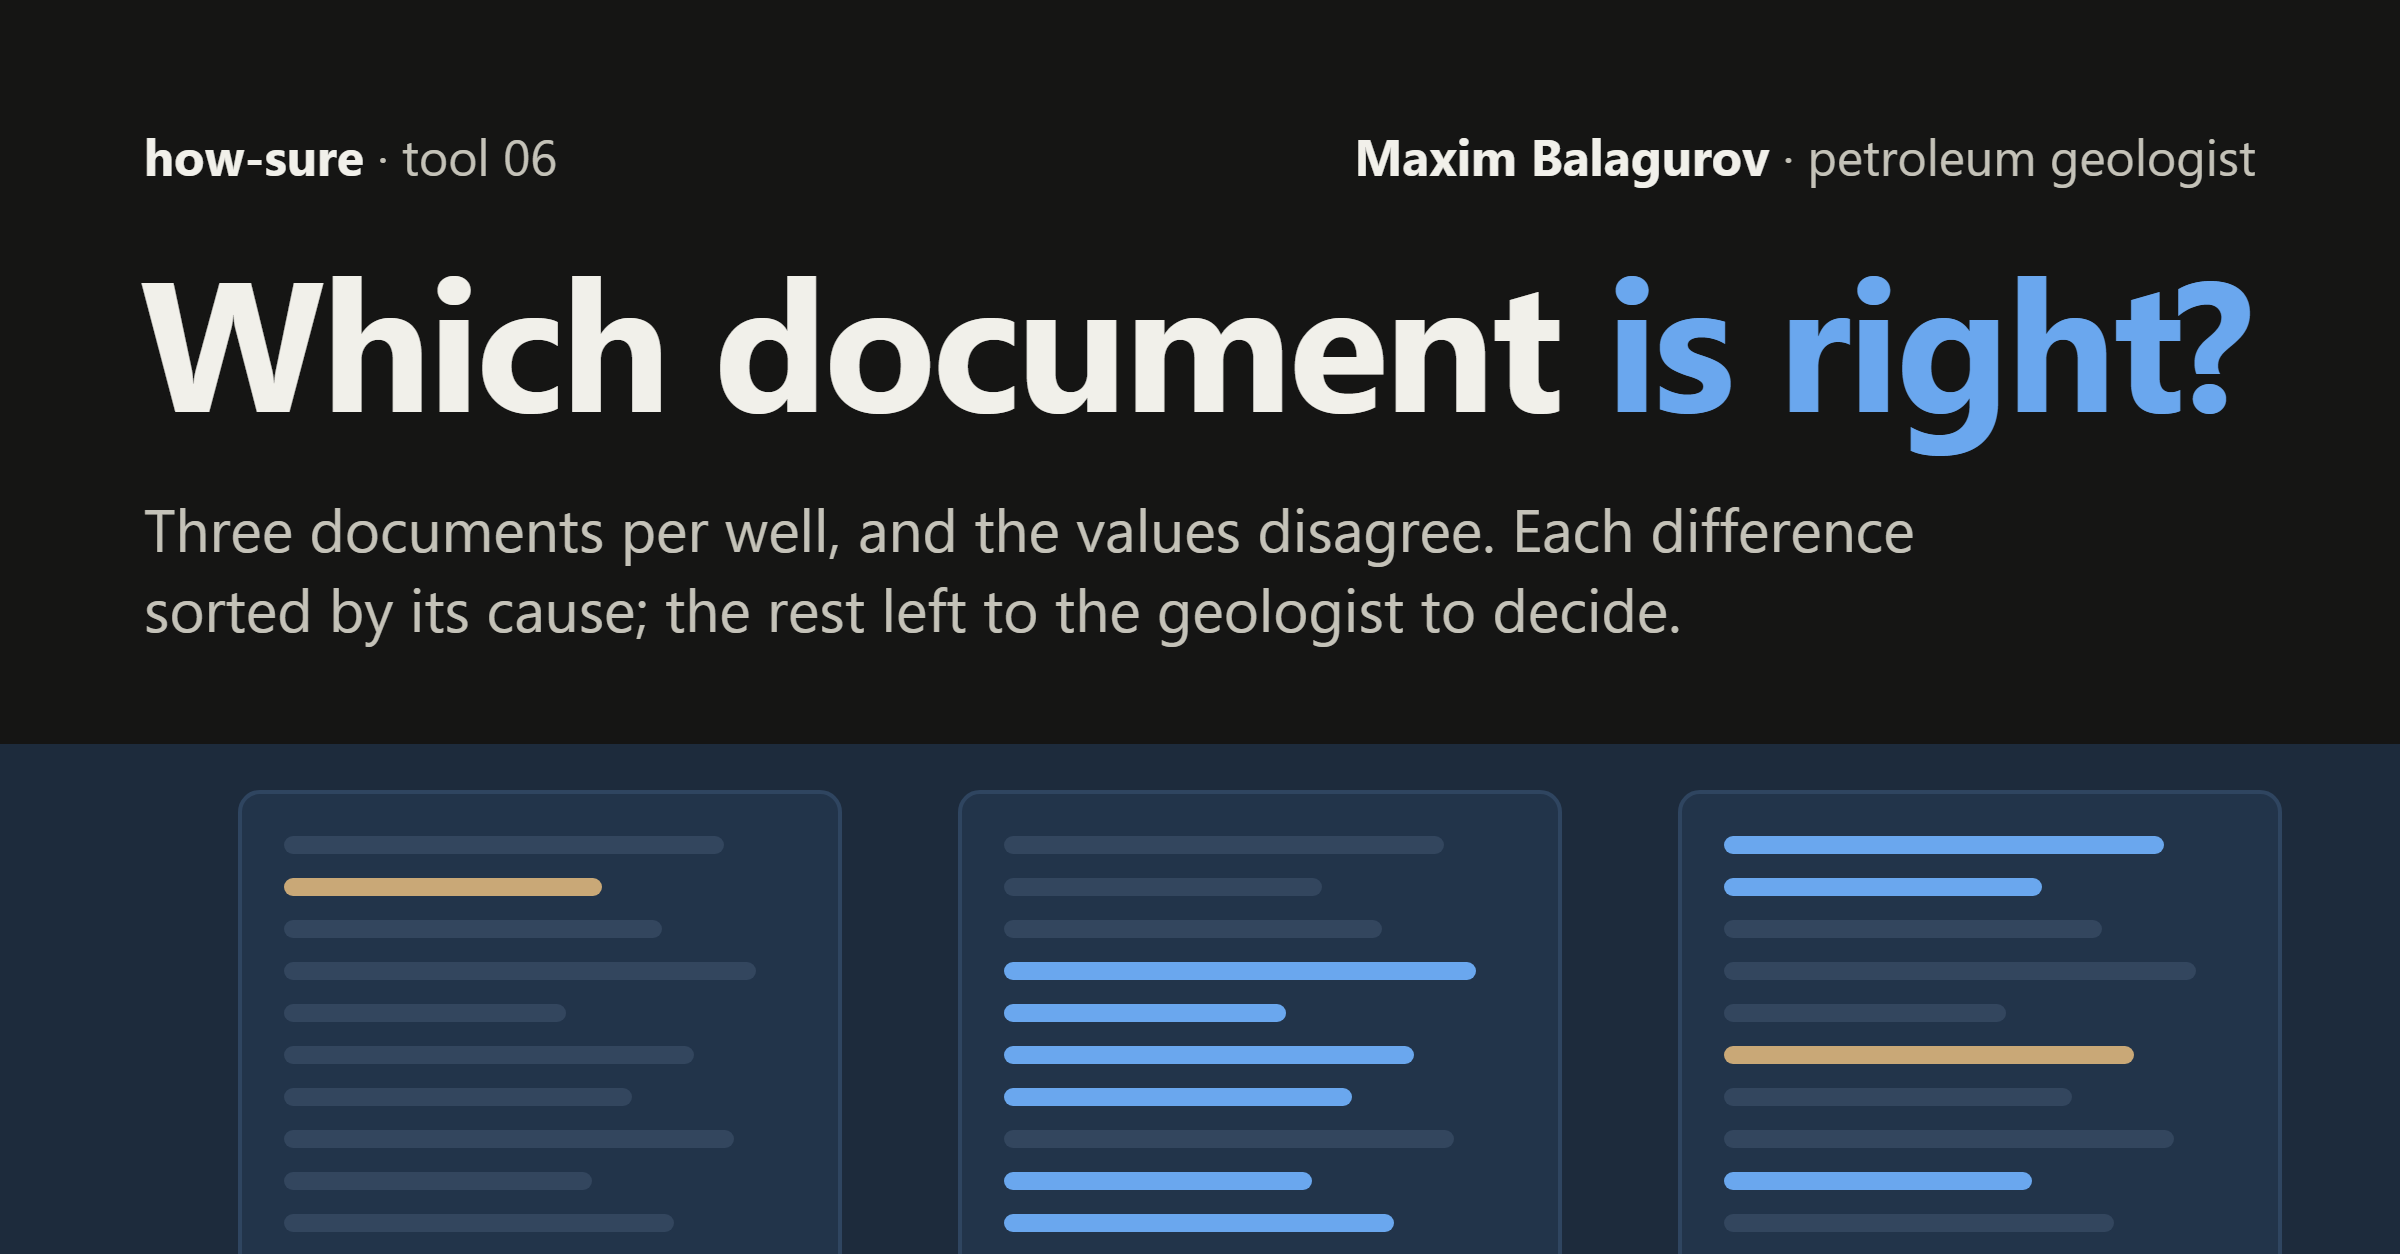 how-sure · tool 06
Maxim Balagurov · petroleum geologist
Which document is right?
Three documents per well, and the values disagree. Each difference
sorted by its cause; the rest left to the geologist to decide.